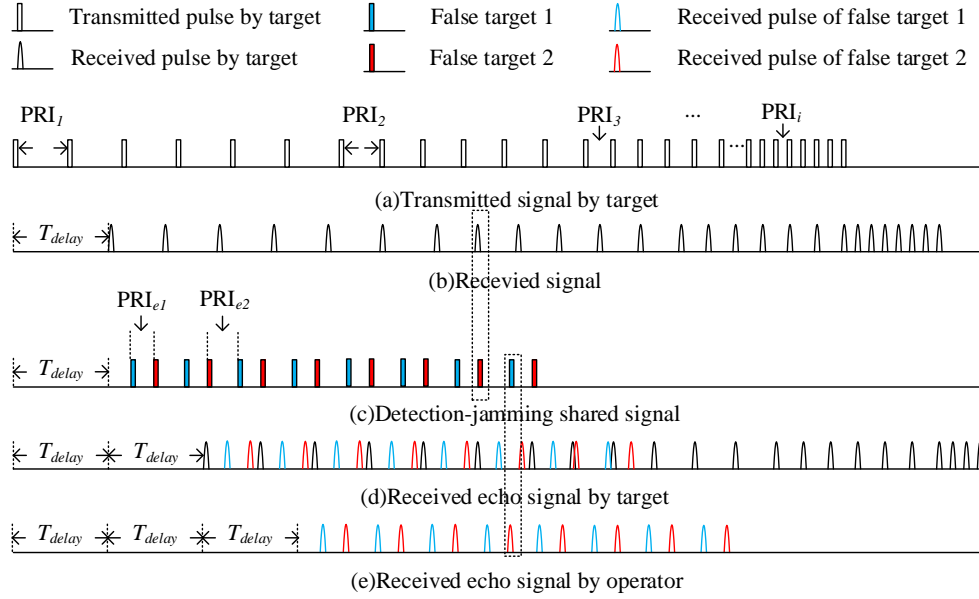 Transmitted pulse by target False target 1 Received pulse of false target 1
Received pulse by target False target 2 Received pulse of false target 2
PRI1 PRI2 PRI3 ... PRIi
...
(a)Transmitted signal by target
Tdelay
(b)Recevied signal
PRIe1 PRIe2
Tdelay
(c)Detection-jamming shared signal
Tdelay Tdelay
(d)Received echo signal by target
Tdelay Tdelay Tdelay
(e)Received echo signal by operator